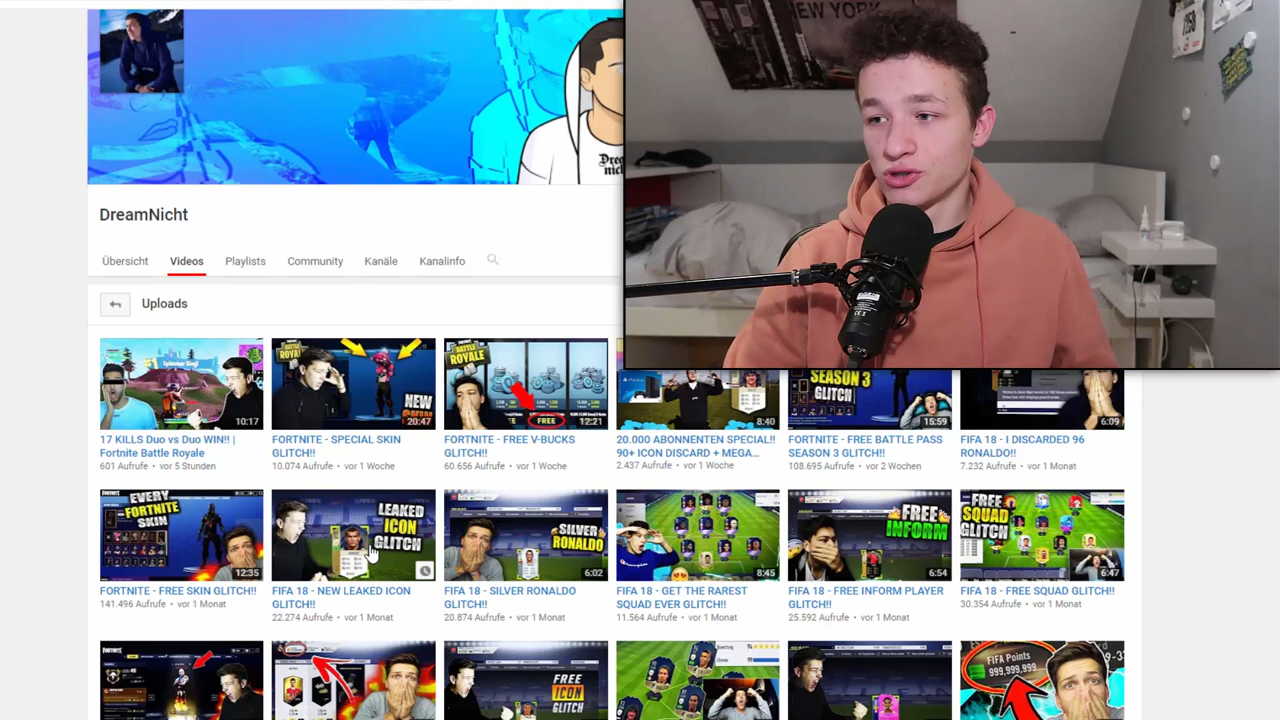 NEW YORK
DreamNicht
Übersicht Videos Playlists Community Kanäle Kanalinfo
Uploads
10:17
NEW
20:47
BATTLE
ROYALE
FREE
12:21
8:40
SEASON 3
GLITCH
15:59
6:09
17 KILLS Duo vs Duo WIN!! |
Fortnite Battle Royale
601 Aufrufe • vor 5 Stunden
FORTNITE - SPECIAL SKIN
GLITCH!!
10.074 Aufrufe • vor 1 Woche
FORTNITE - FREE V-BUCKS
GLITCH!!
60.656 Aufrufe • vor 1 Woche
20.000 ABONNENTEN SPECIAL!!
90+ ICON DISCARD + MEGA...
2.437 Aufrufe • vor 1 Woche
FORTNITE - FREE BATTLE PASS
SEASON 3 GLITCH!!
108.695 Aufrufe • vor 2 Wochen
FIFA 18 - I DISCARDED 96
RONALDO!!
7.232 Aufrufe • vor 1 Monat
EVERY
FORTNITE
SKIN
12:35
LEAKED
ICON
GLITCH
SILVER
RONALDO
6:02
8:45
FREE
INFORM
6:54
FREE
SQUAD
GLITCH
6:47
FORTNITE - FREE SKIN GLITCH!!
141.496 Aufrufe • vor 1 Monat
FIFA 18 - NEW LEAKED ICON
GLITCH!!
22.274 Aufrufe • vor 1 Monat
FIFA 18 - SILVER RONALDO
GLITCH!!
20.874 Aufrufe • vor 1 Monat
FIFA 18 - GET THE RAREST
SQUAD EVER GLITCH!!
11.564 Aufrufe • vor 1 Monat
FIFA 18 - FREE INFORM PLAYER
GLITCH!!
25.592 Aufrufe • vor 1 Monat
FIFA 18 - FREE SQUAD GLITCH!!
30.354 Aufrufe • vor 1 Monat
FREE
ICON
GLITCH
FIFA Points
999,999,999